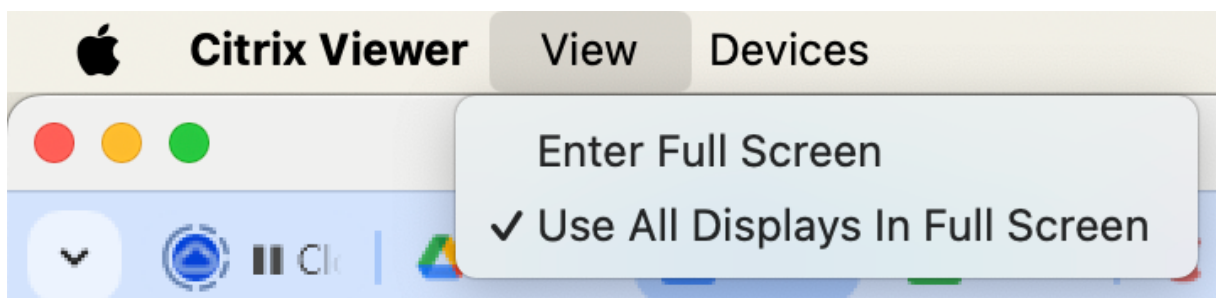 Citrix Viewer View Devices
Enter Full Screen
✓ Use All Displays In Full Screen